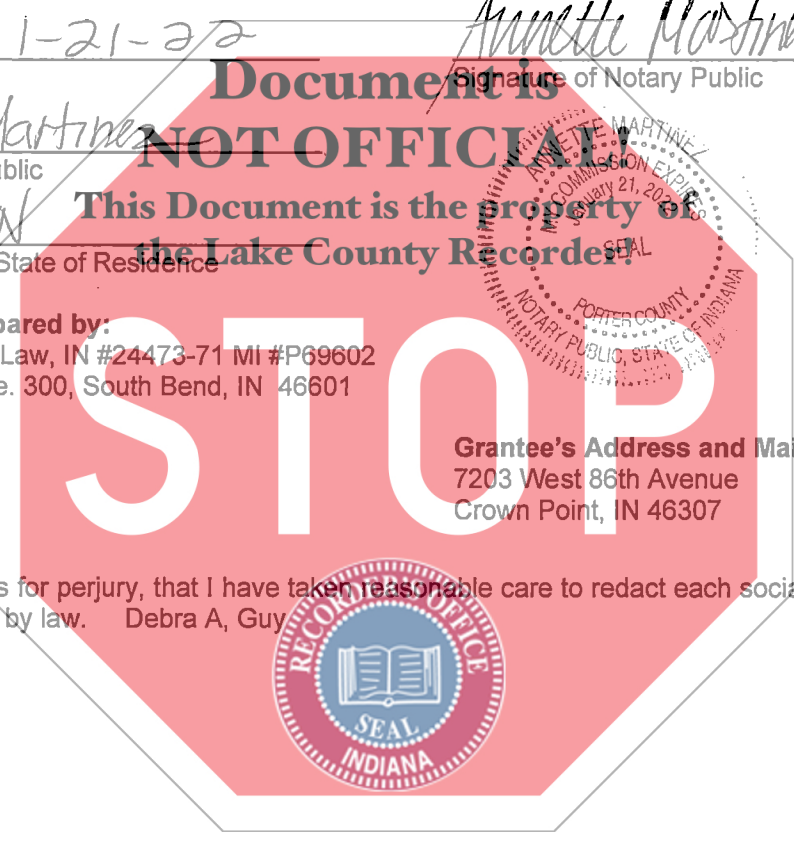 1-21-22
Annette Martinez
Document is
Signature of Notary Public
Martinez
NOT OFFICIAL!
ublic
This Document is the property of
N
the Lake County Recorder!
State of Residence
ANNETTE MARTINEZ
MY COMMISSION EXPIRES
January 21, 202
SEAL
PORTER COUNTY
NOTARY PUBLIC, STATE OF INDIANA
pared by:
Law, IN #24473-71 MI #P69602
e. 300, South Bend, IN 46601
STOP
Grantee's Address and Mai
7203 West 86th Avenue
Crown Point, IN 46307
s for perjury, that I have taken reasonable care to redact each socia
by law. Debra A, Guy
RECORDER'S OFFICE
SEAL
INDIANA